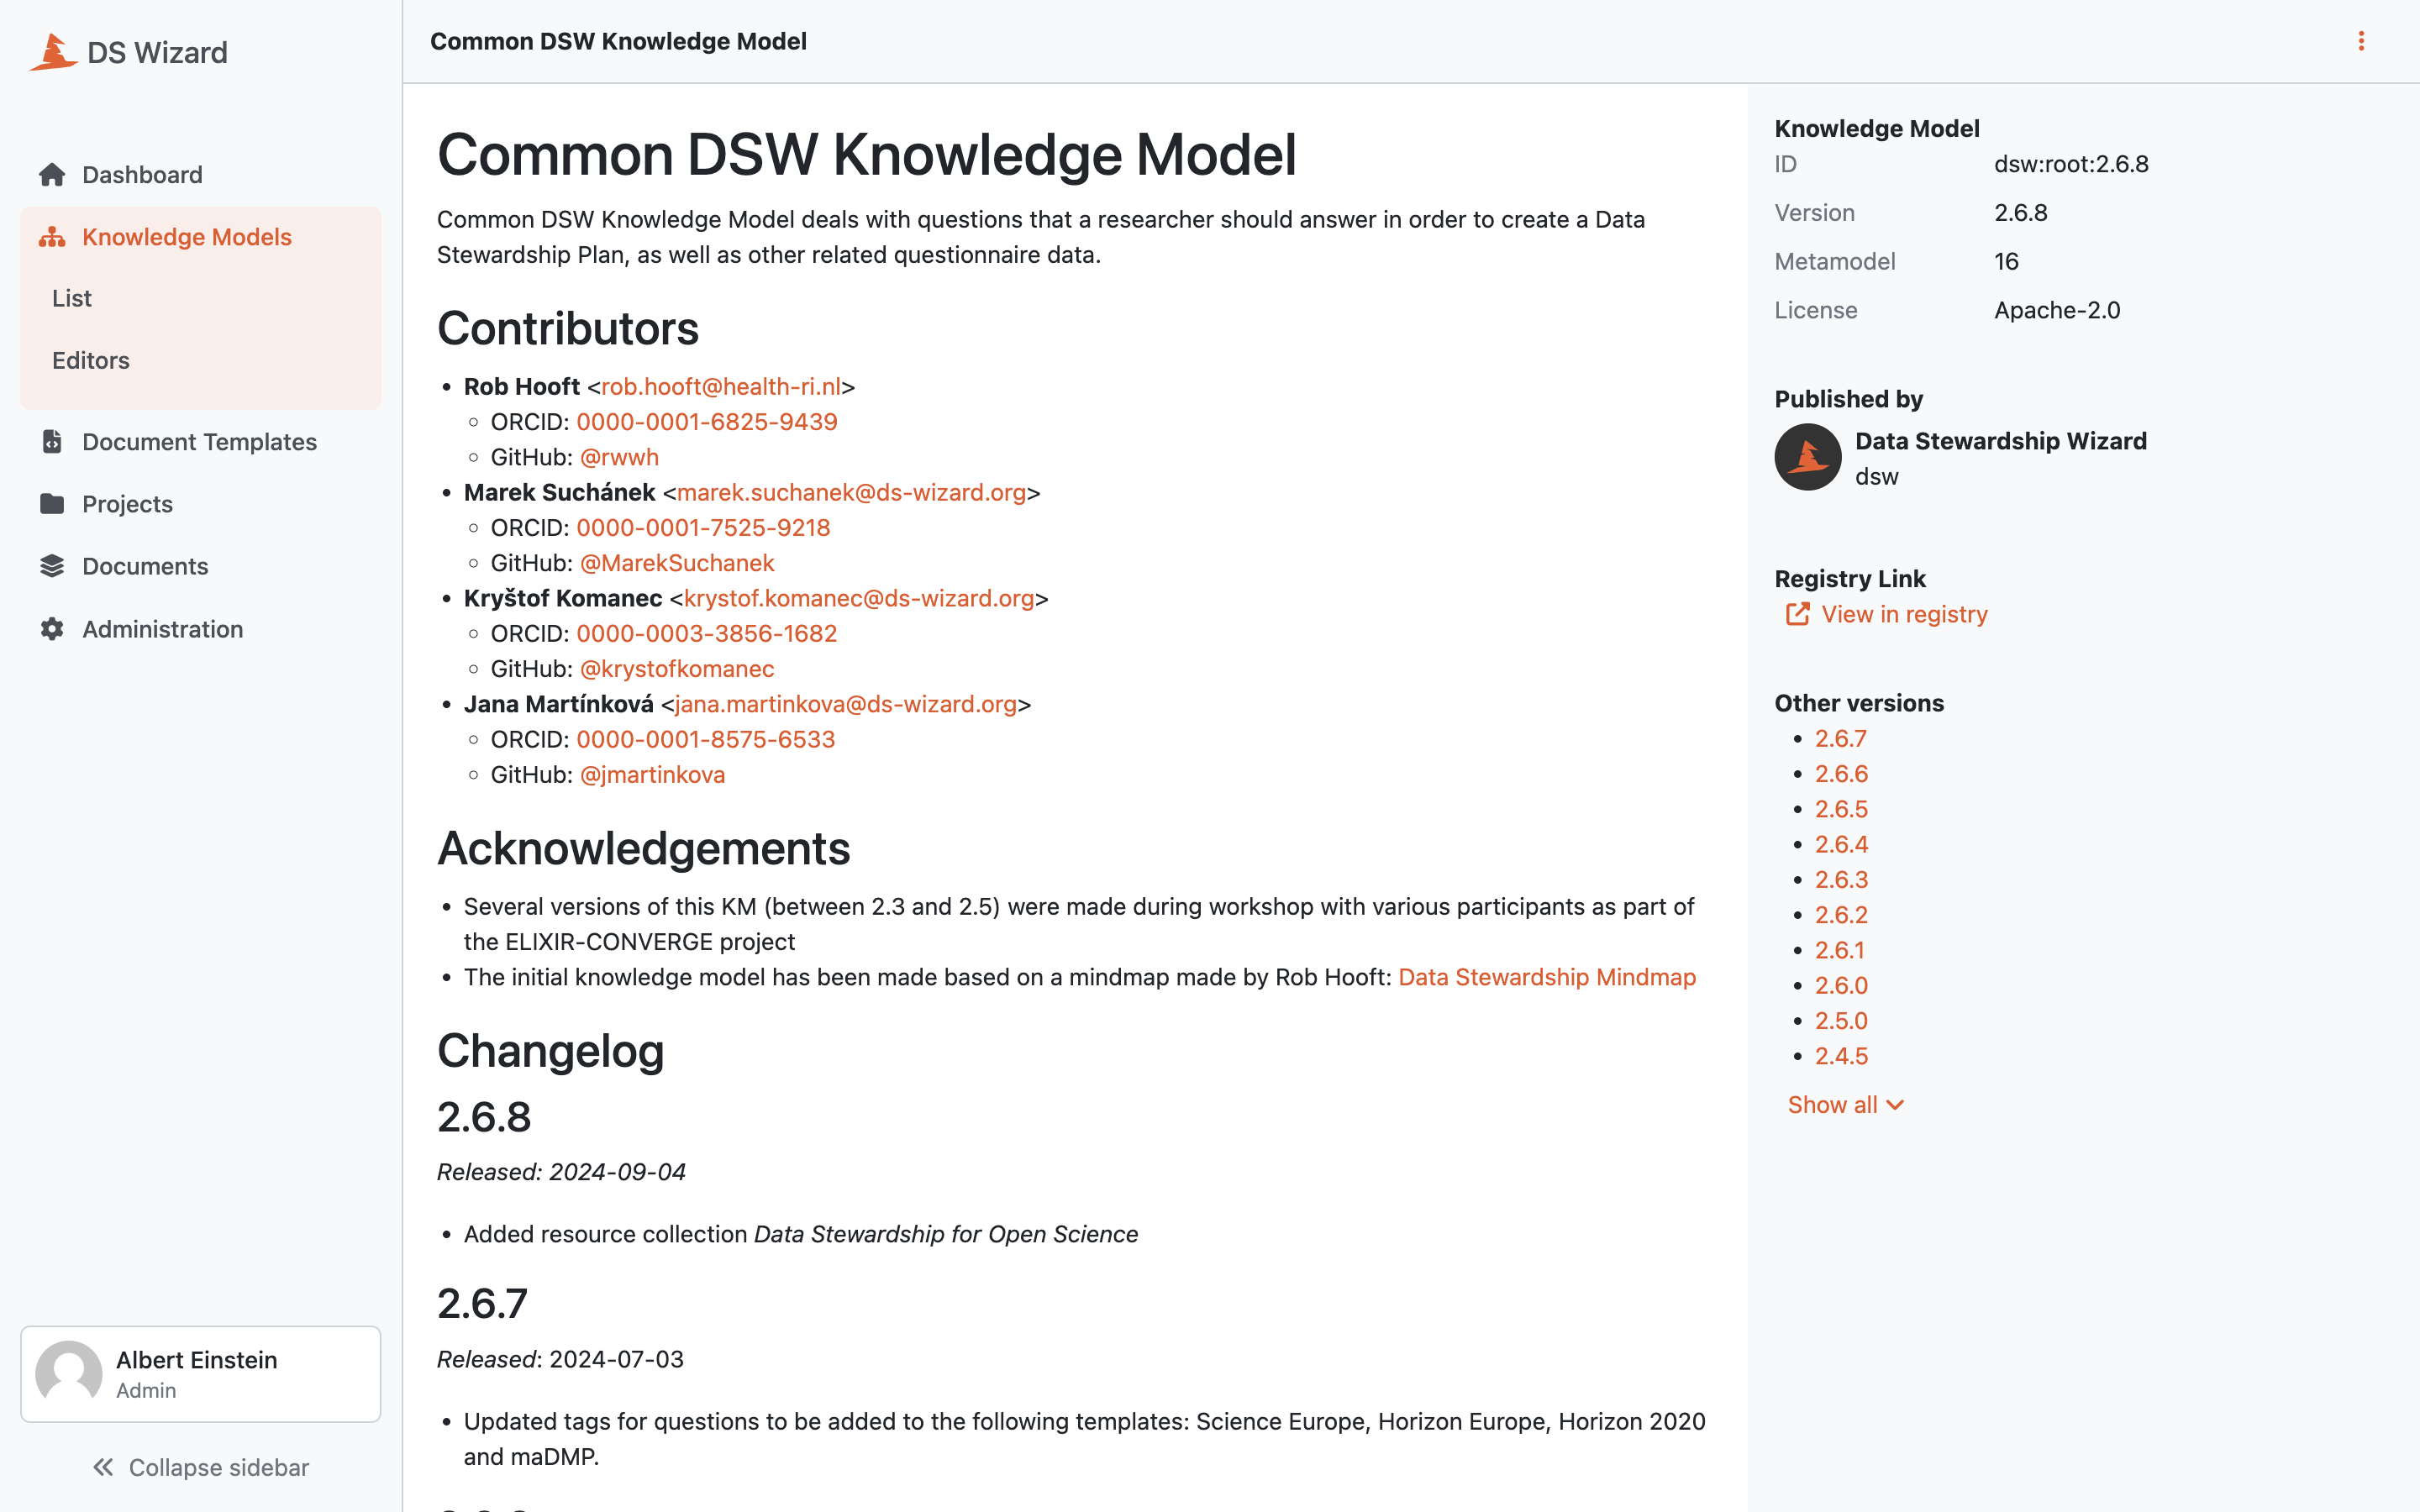 DS Wizard
Dashboard
Knowledge Models
List
Editors
Document Templates
Projects
Documents
Administration
Albert Einstein
Admin
Collapse sidebar
Common DSW Knowledge Model
Common DSW Knowledge Model
Common DSW Knowledge Model deals with questions that a researcher should answer in order to create a Data
Stewardship Plan, as well as other related questionnaire data.
Contributors
• Rob Hooft <rob.hooft@health-ri.nl>
◦ ORCID: 0000-0001-6825-9439
◦ GitHub: @rwwh
• Marek Suchánek <marek.suchanek@ds-wizard.org>
◦ ORCID: 0000-0001-7525-9218
◦ GitHub: @MarekSuchanek
• Kryštof Komanec <krystof.komanec@ds-wizard.org>
◦ ORCID: 0000-0003-3856-1682
◦ GitHub: @krystofkomanec
• Jana Martínková <jana.martinkova@ds-wizard.org>
◦ ORCID: 0000-0001-8575-6533
◦ GitHub: @jmartinkova
Acknowledgements
• Several versions of this KM (between 2.3 and 2.5) were made during workshop with various participants as part of
the ELIXIR-CONVERGE project
• The initial knowledge model has been made based on a mindmap made by Rob Hooft: Data Stewardship Mindmap
Changelog
2.6.8
Released: 2024-09-04
• Added resource collection Data Stewardship for Open Science
2.6.7
Released: 2024-07-03
• Updated tags for questions to be added to the following templates: Science Europe, Horizon Europe, Horizon 2020
and maDMP.
Knowledge Model
ID dsw:root:2.6.8
Version 2.6.8
Metamodel 16
License Apache-2.0
Published by
Data Stewardship Wizard
dsw
Registry Link
View in registry
Other versions
• 2.6.7
• 2.6.6
• 2.6.5
• 2.6.4
• 2.6.3
• 2.6.2
• 2.6.1
• 2.6.0
• 2.5.0
• 2.4.5
Show all